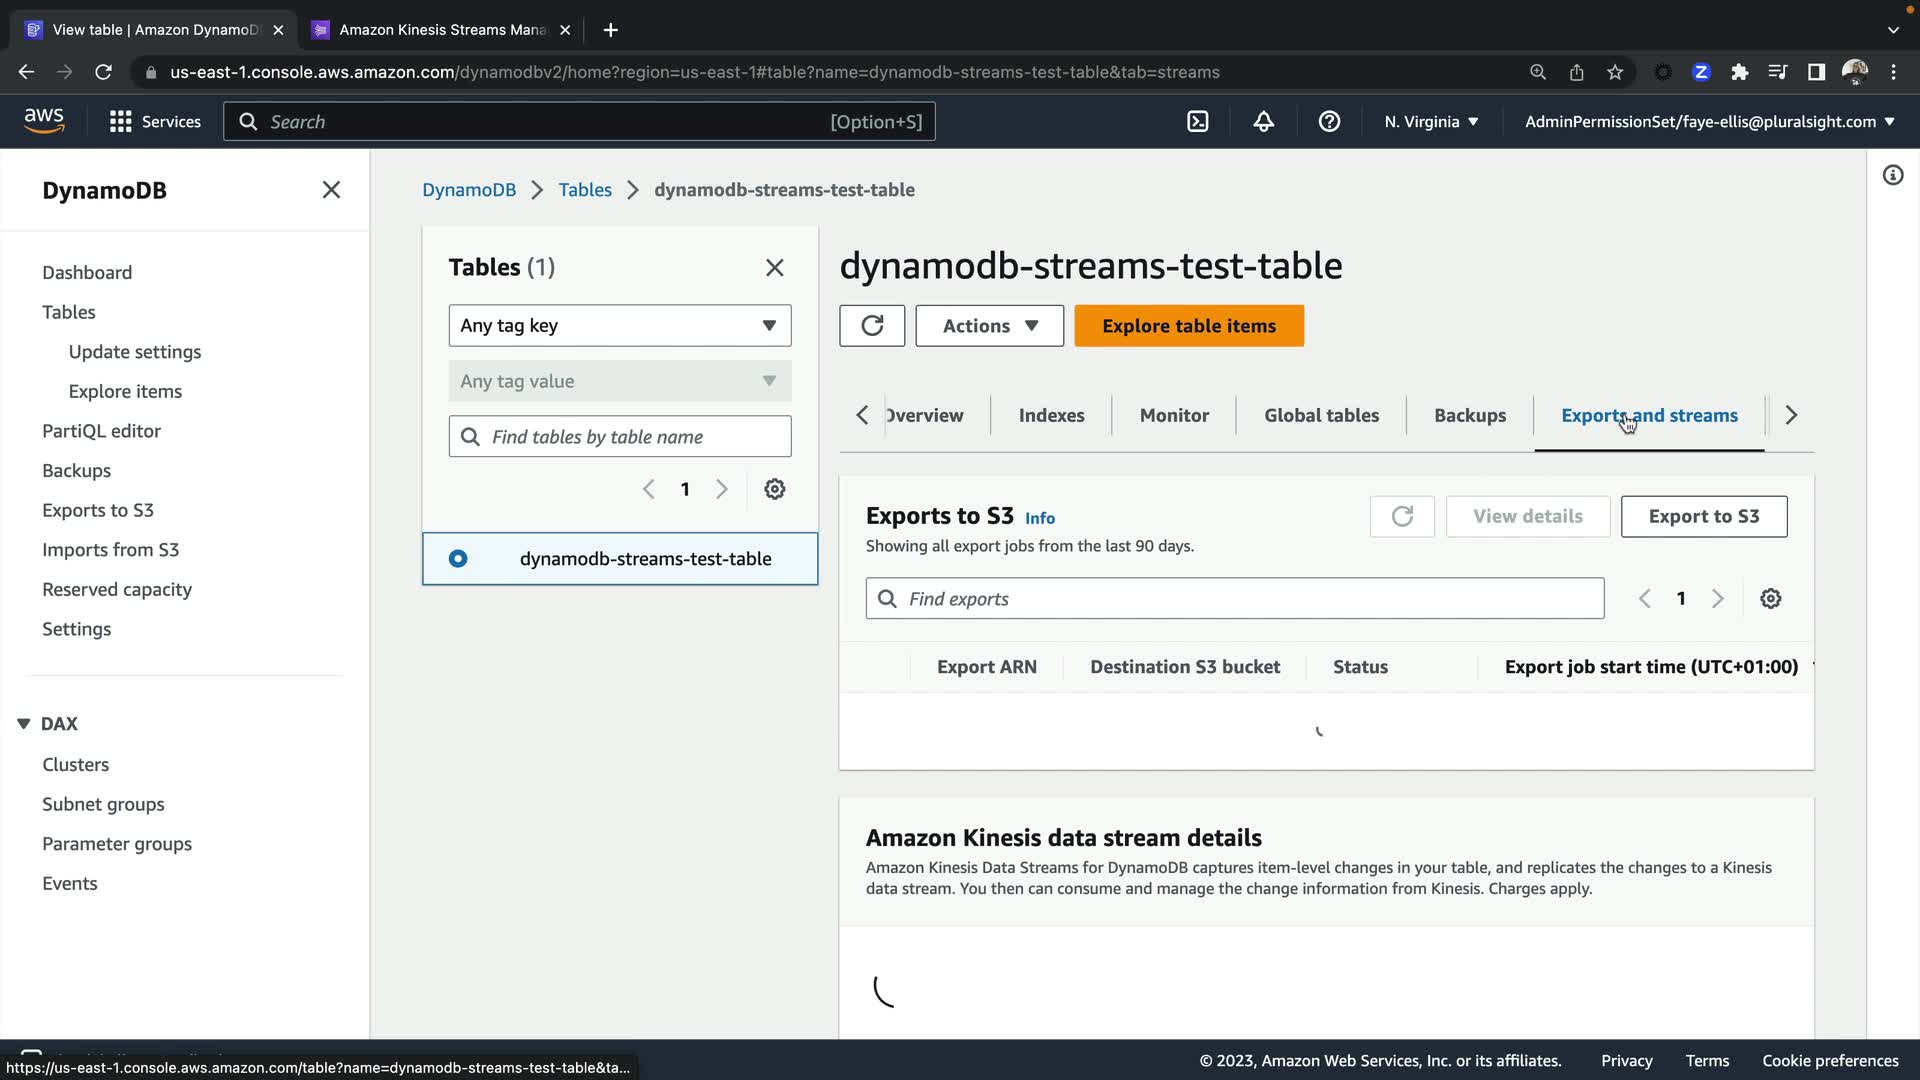 View table | Amazon DynamoD
Amazon Kinesis Streams Mana
us-east-1.console.aws.amazon.com/dynamodbv2/home?region=us-east-1#table?name=dynamodb-streams-test-table&tab=streams
Z
aws
Services
Search
[Option+S]
N. Virginia
AdminPermissionSet/faye-ellis@pluralsight.com
DynamoDB
Dashboard
Tables
Update settings
Explore items
PartiQL editor
Backups
Exports to S3
Imports from S3
Reserved capacity
Settings
DAX
Clusters
Subnet groups
Parameter groups
Events
DynamoDB
Tables
dynamodb-streams-test-table
Tables (1)
Any tag key
Any tag value
Find tables by table name
1
dynamodb-streams-test-table
dynamodb-streams-test-table
Actions
Explore table items
Overview
Indexes
Monitor
Global tables
Backups
Exports and streams
Exports to S3 Info
Showing all export jobs from the last 90 days.
View details
Export to S3
Find exports
1
Export ARN
Destination S3 bucket
Status
Export job start time (UTC+01:00)
Amazon Kinesis data stream details
Amazon Kinesis Data Streams for DynamoDB captures item-level changes in your table, and replicates the changes to a Kinesis
data stream. You then can consume and manage the change information from Kinesis. Charges apply.
https://us-east-1.console.aws.amazon.com/table?name=dynamodb-streams-test-table&ta...
© 2023, Amazon Web Services, Inc. or its affiliates.
Privacy
Terms
Cookie preferences